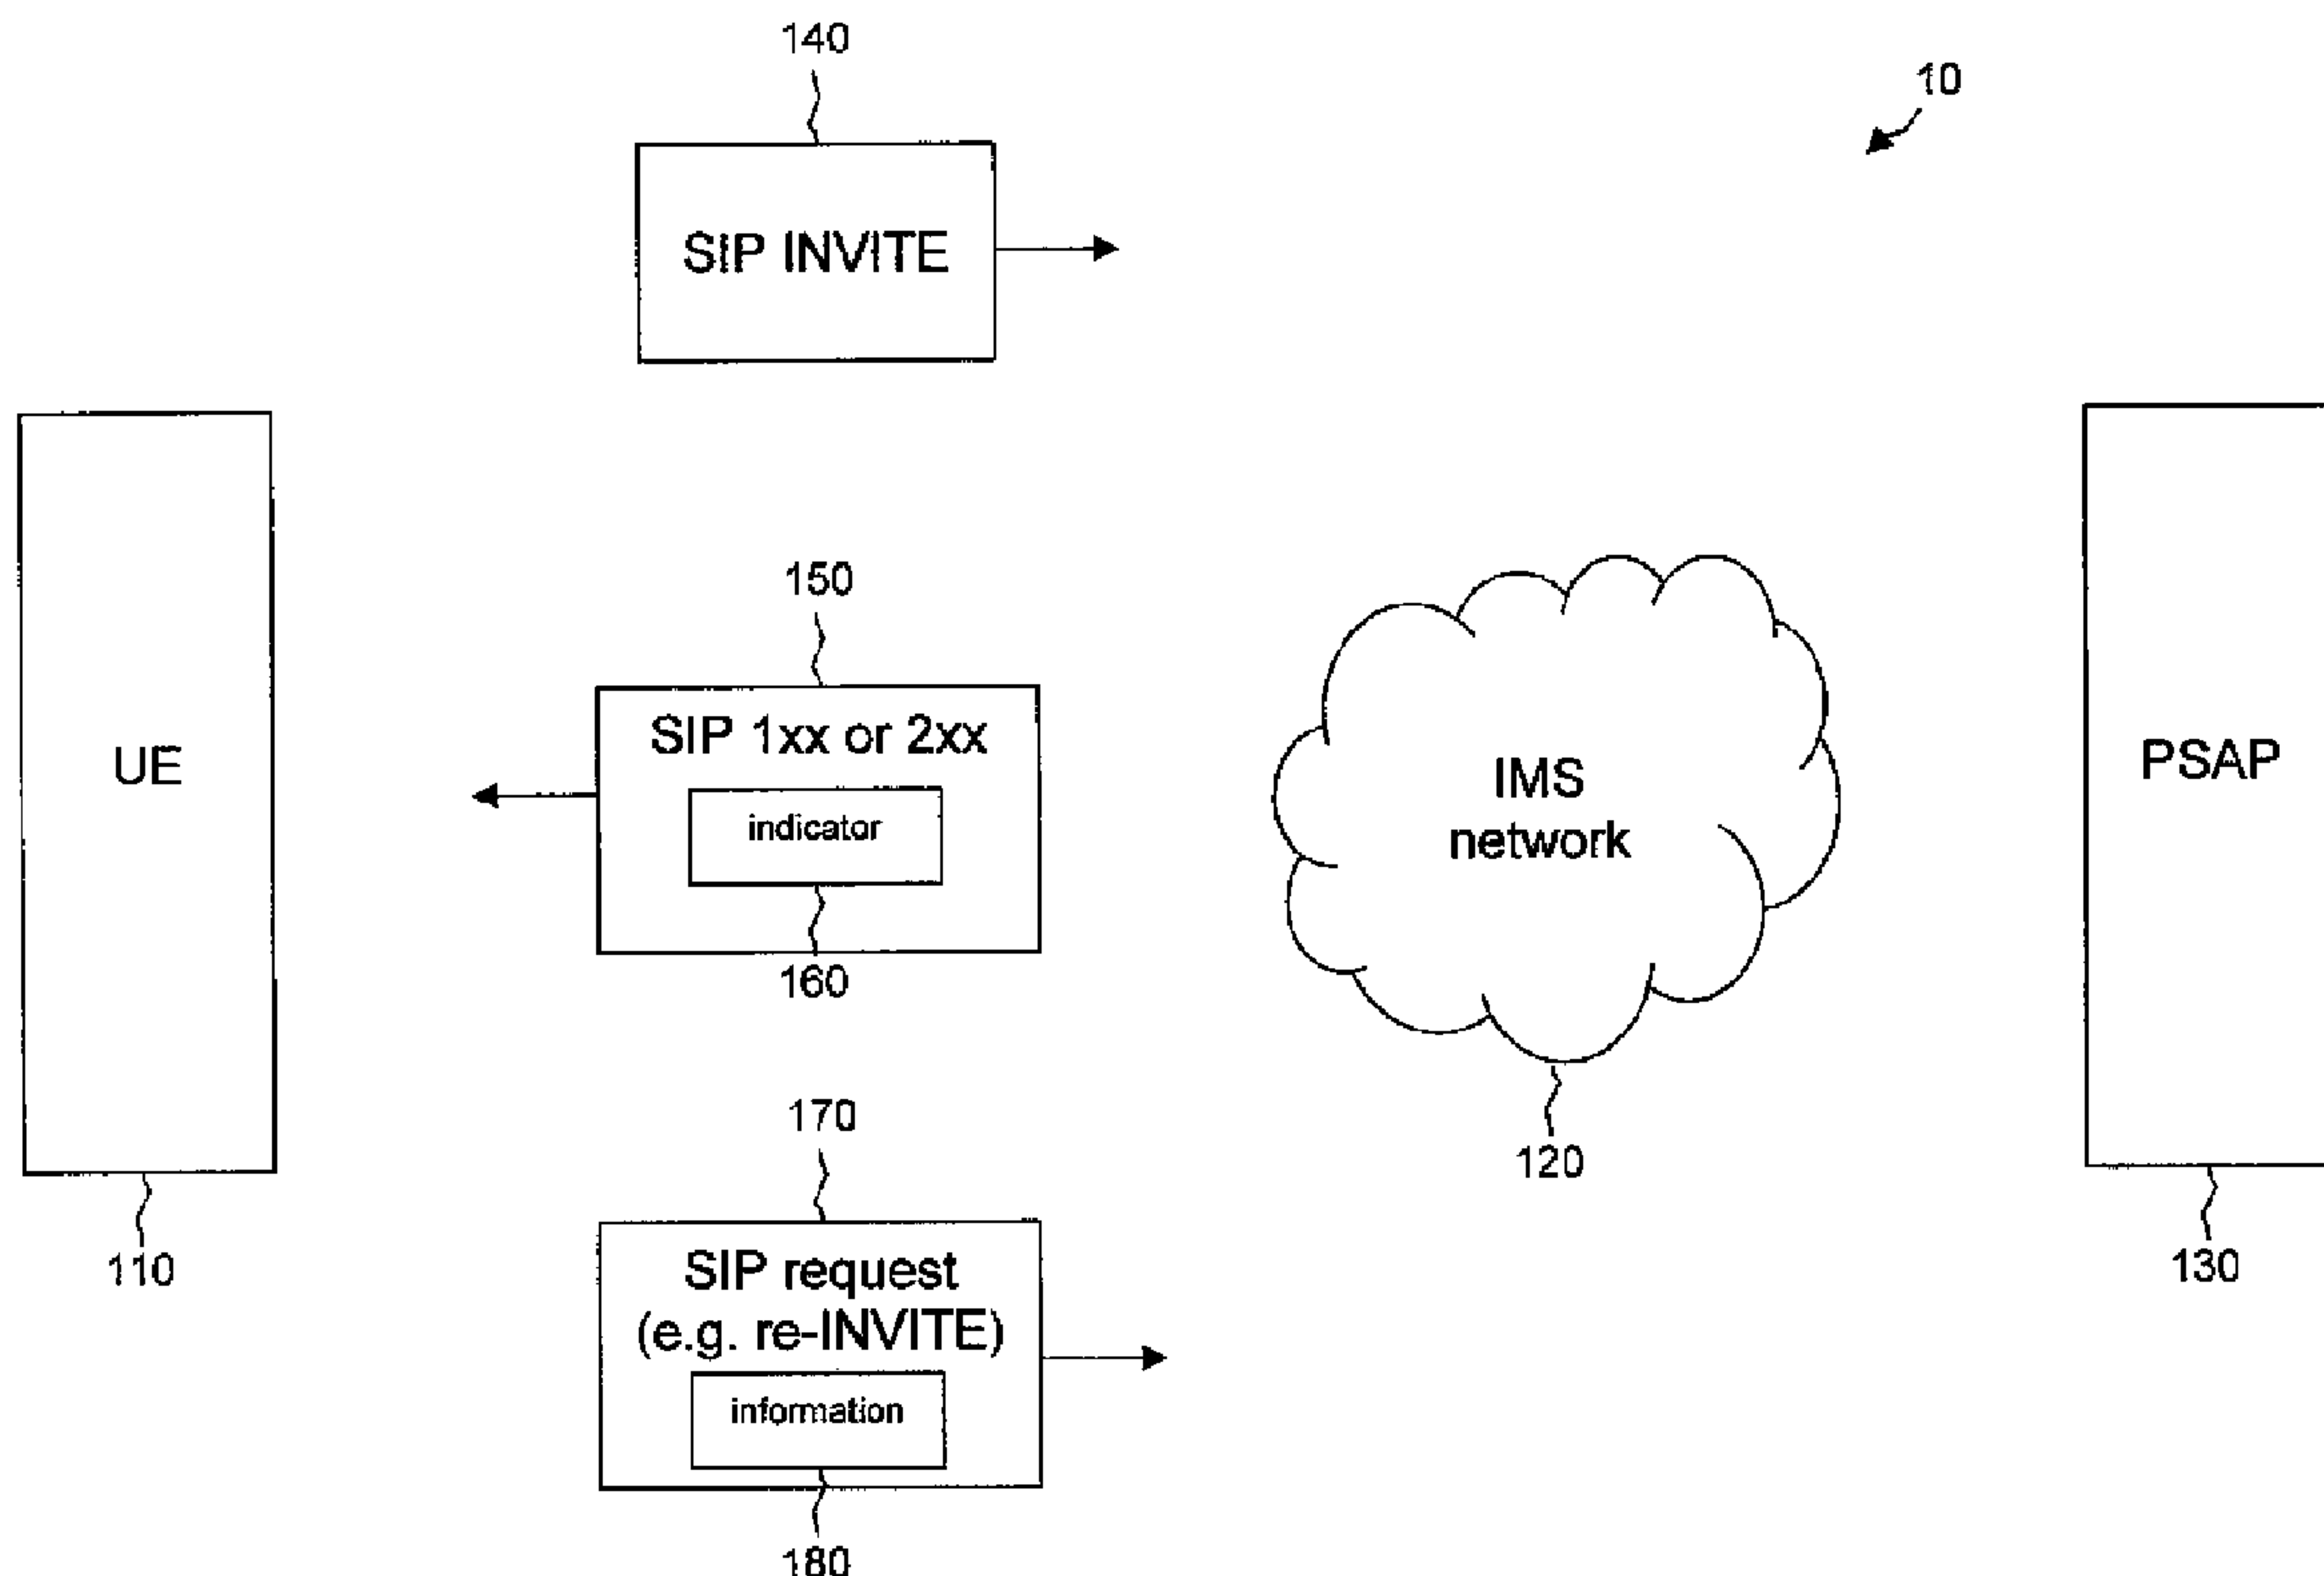 140
10
SIP INVITE
150
SIP 1xx or 2xx
indicator
160
UE
110
IMS
network
120
PSAP
130
170
SIP request
(e.g. re-INVITE)
information
180